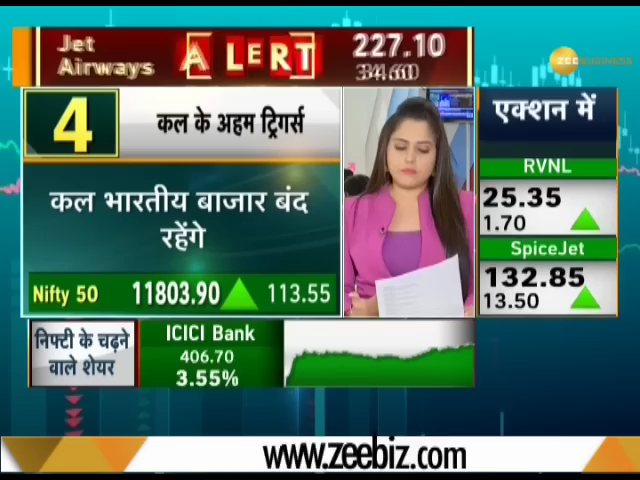 Jet
Airways
ALERT
227.10
ZEE BUSINESS
4
कल के अहम ट्रिगर्स
कल भारतीय बाजार बंद
रहेंगे
Nifty 50 11803.90 113.55
एक्शन में
RVNL
25.35
1.70
SpiceJet
132.85
13.50
निफ्टी के चढ़ने
वाले शेयर
ICICI Bank
406.70
3.55%
www.zeebiz.com